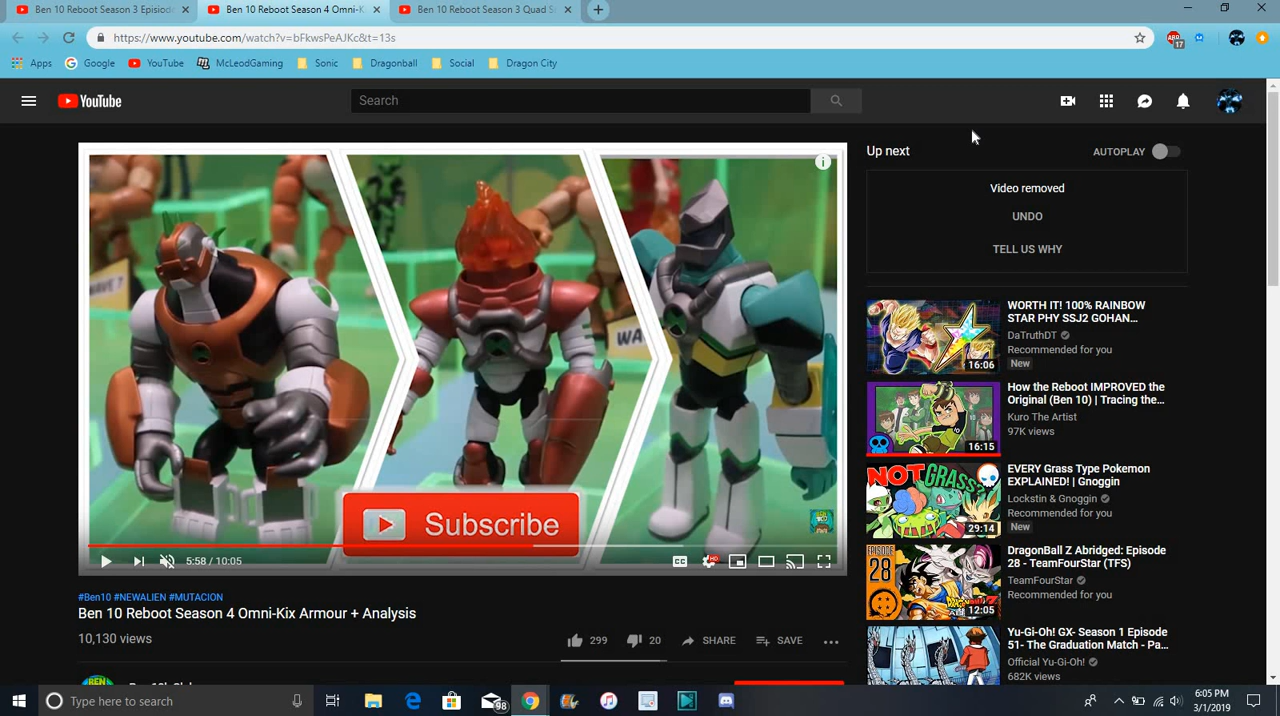 Ben 10 Reboot Season 3 Episode
Ben 10 Reboot Season 4 Omni-K
Ben 10 Reboot Season 3 Quad S
https://www.youtube.com/watch?v=bFkwsPeAJKc&t=13s
17
Apps
Google
YouTube
McLeodGaming
Sonic
Dragonball
Social
Dragon City
YouTube
Search
Up next
AUTOPLAY
Video removed
UNDO
TELL US WHY
WORTH IT! 100% RAINBOW
STAR PHY SSJ2 GOHAN...
DaTruthDT
Recommended for you
New
16:06
How the Reboot IMPROVED the
Original (Ben 10) | Tracing the...
Kuro The Artist
97K views
16:15
NOT GRASS?
EVERY Grass Type Pokemon
EXPLAINED! | Gnoggin
Lockstin & Gnoggin
Recommended for you
New
29:14
EPISODE
28
DragonBall Z Abridged: Episode
28 - TeamFourStar (TFS)
TeamFourStar
Recommended for you
12:05
Yu-Gi-Oh! GX- Season 1 Episode
51- The Graduation Match - Pa...
Official Yu-Gi-Oh!
682K views
Subscribe
5:58 / 10:05
CC
HD
#Ben10 #NEWALIEN #MUTACION
Ben 10 Reboot Season 4 Omni-Kix Armour + Analysis
10,130 views
299
20
SHARE
SAVE
Type here to search
98
6:05 PM
3/1/2019